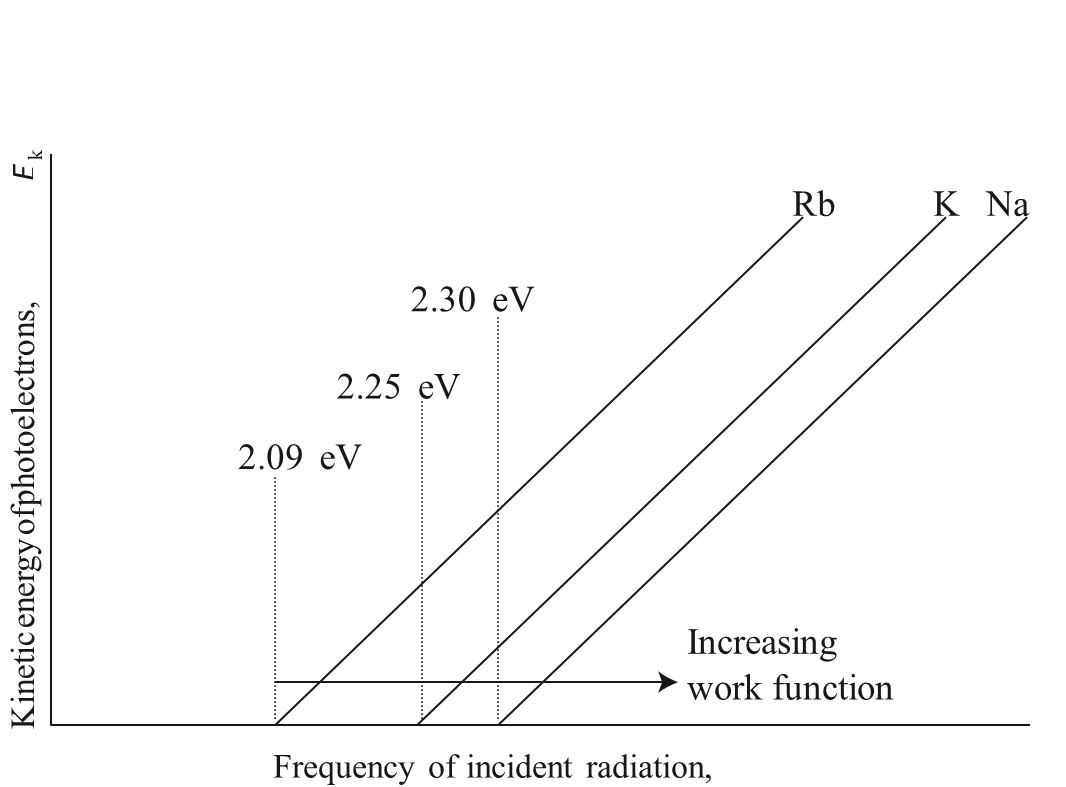 Kinetic energy of photoelectrons, Eₖ
Rb
K
Na
2.30 eV
2.25 eV
2.09 eV
Increasing
work function
Frequency of incident radiation,